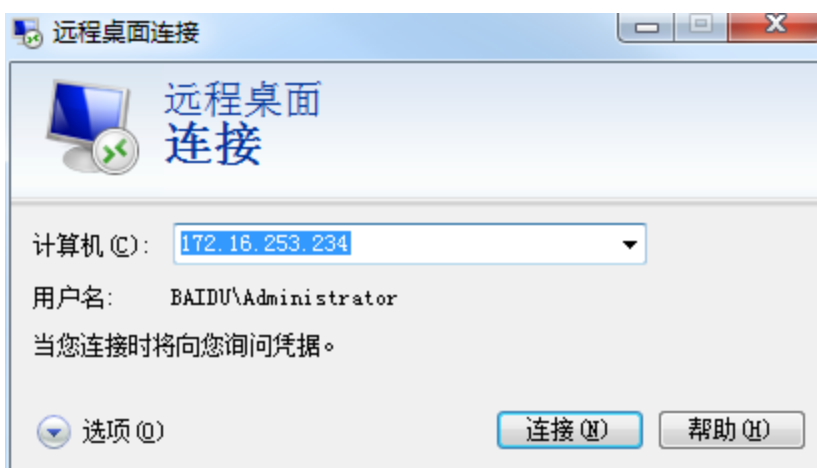 远程桌面连接
远程桌面
连接
计算机(C): 172.16.253.234
用户名: BAIDU\Administrator
当您连接时将向您询问凭据。
选项(O) 连接(N) 帮助(H)